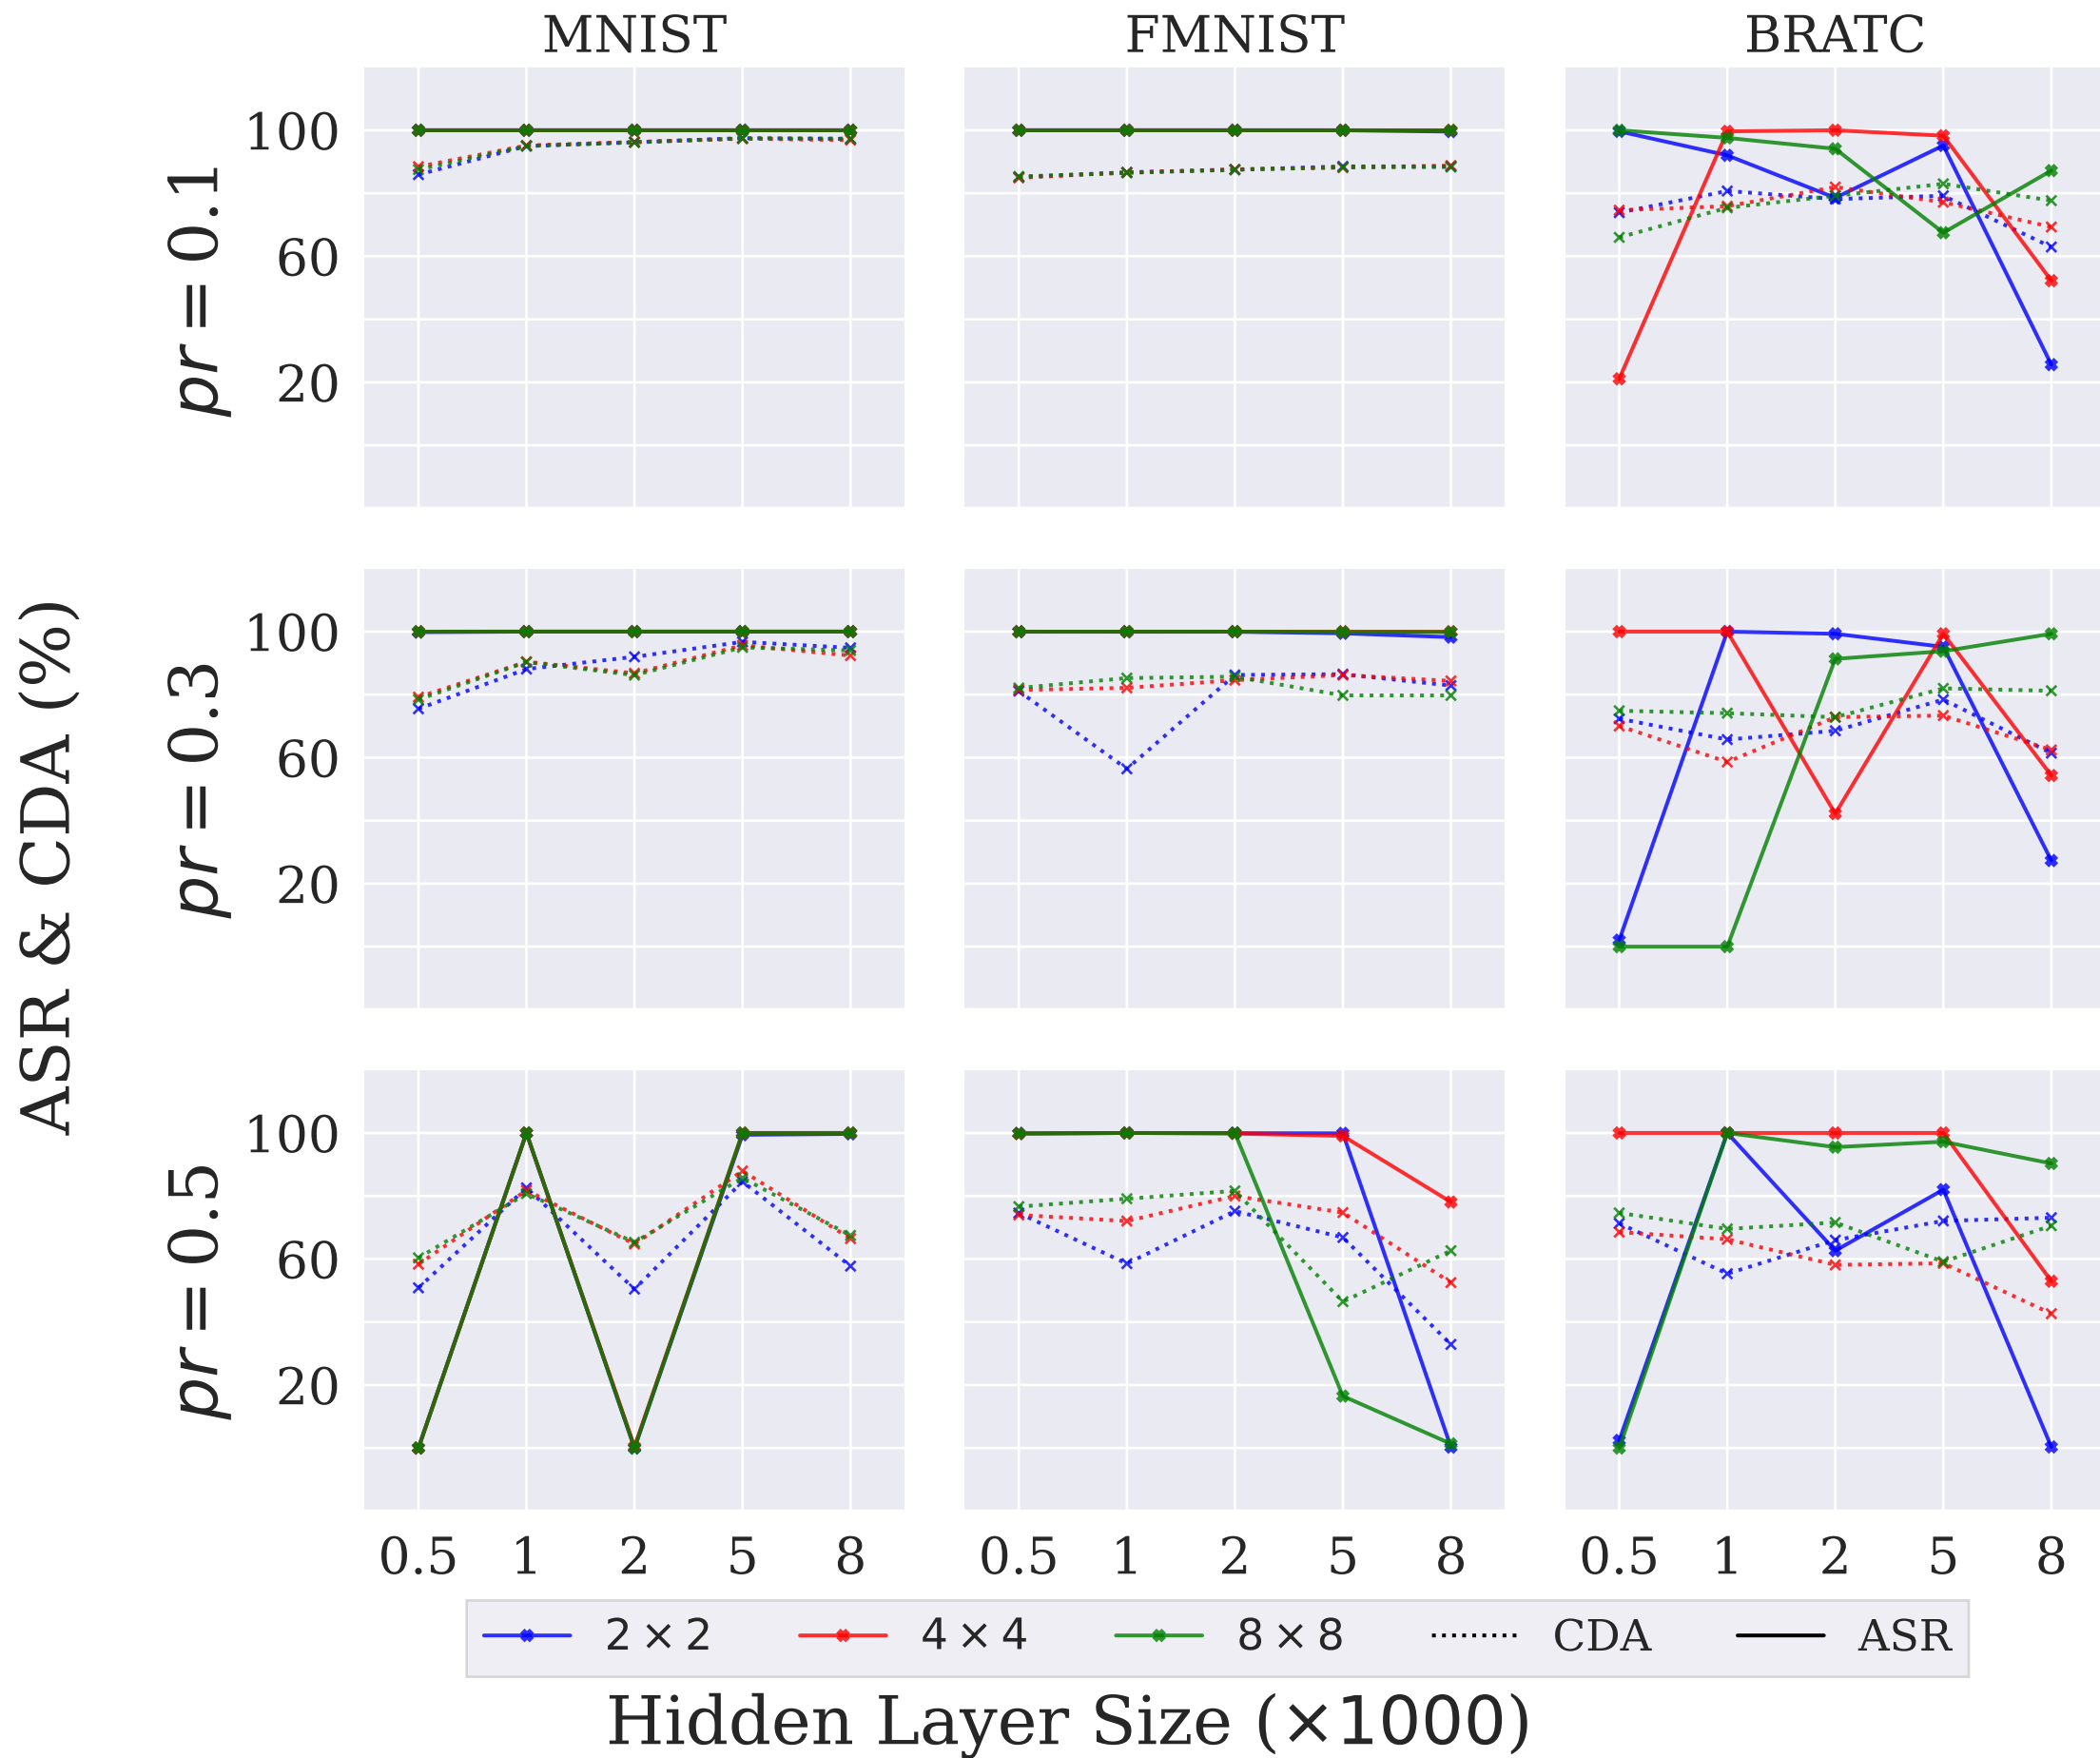 MNIST FMNIST BRATC
ASR & CDA (%)
pr = 0.1
100
60
20
pr = 0.3
100
60
20
pr = 0.5
100
60
20
0.5 1 2 5 8 0.5 1 2 5 8 0.5 1 2 5 8
2 × 2 4 × 4 8 × 8 CDA ASR
Hidden Layer Size (×1000)